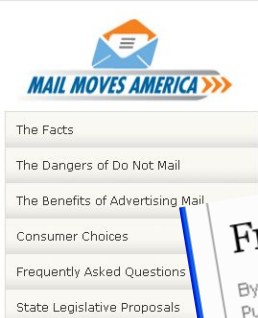 MAIL MOVES AMERICA
The Facts
The Dangers of Do Not Mail
The Benefits of Advertising Mail
Consumer Choices
Frequently Asked Questions
State Legislative Proposals
By